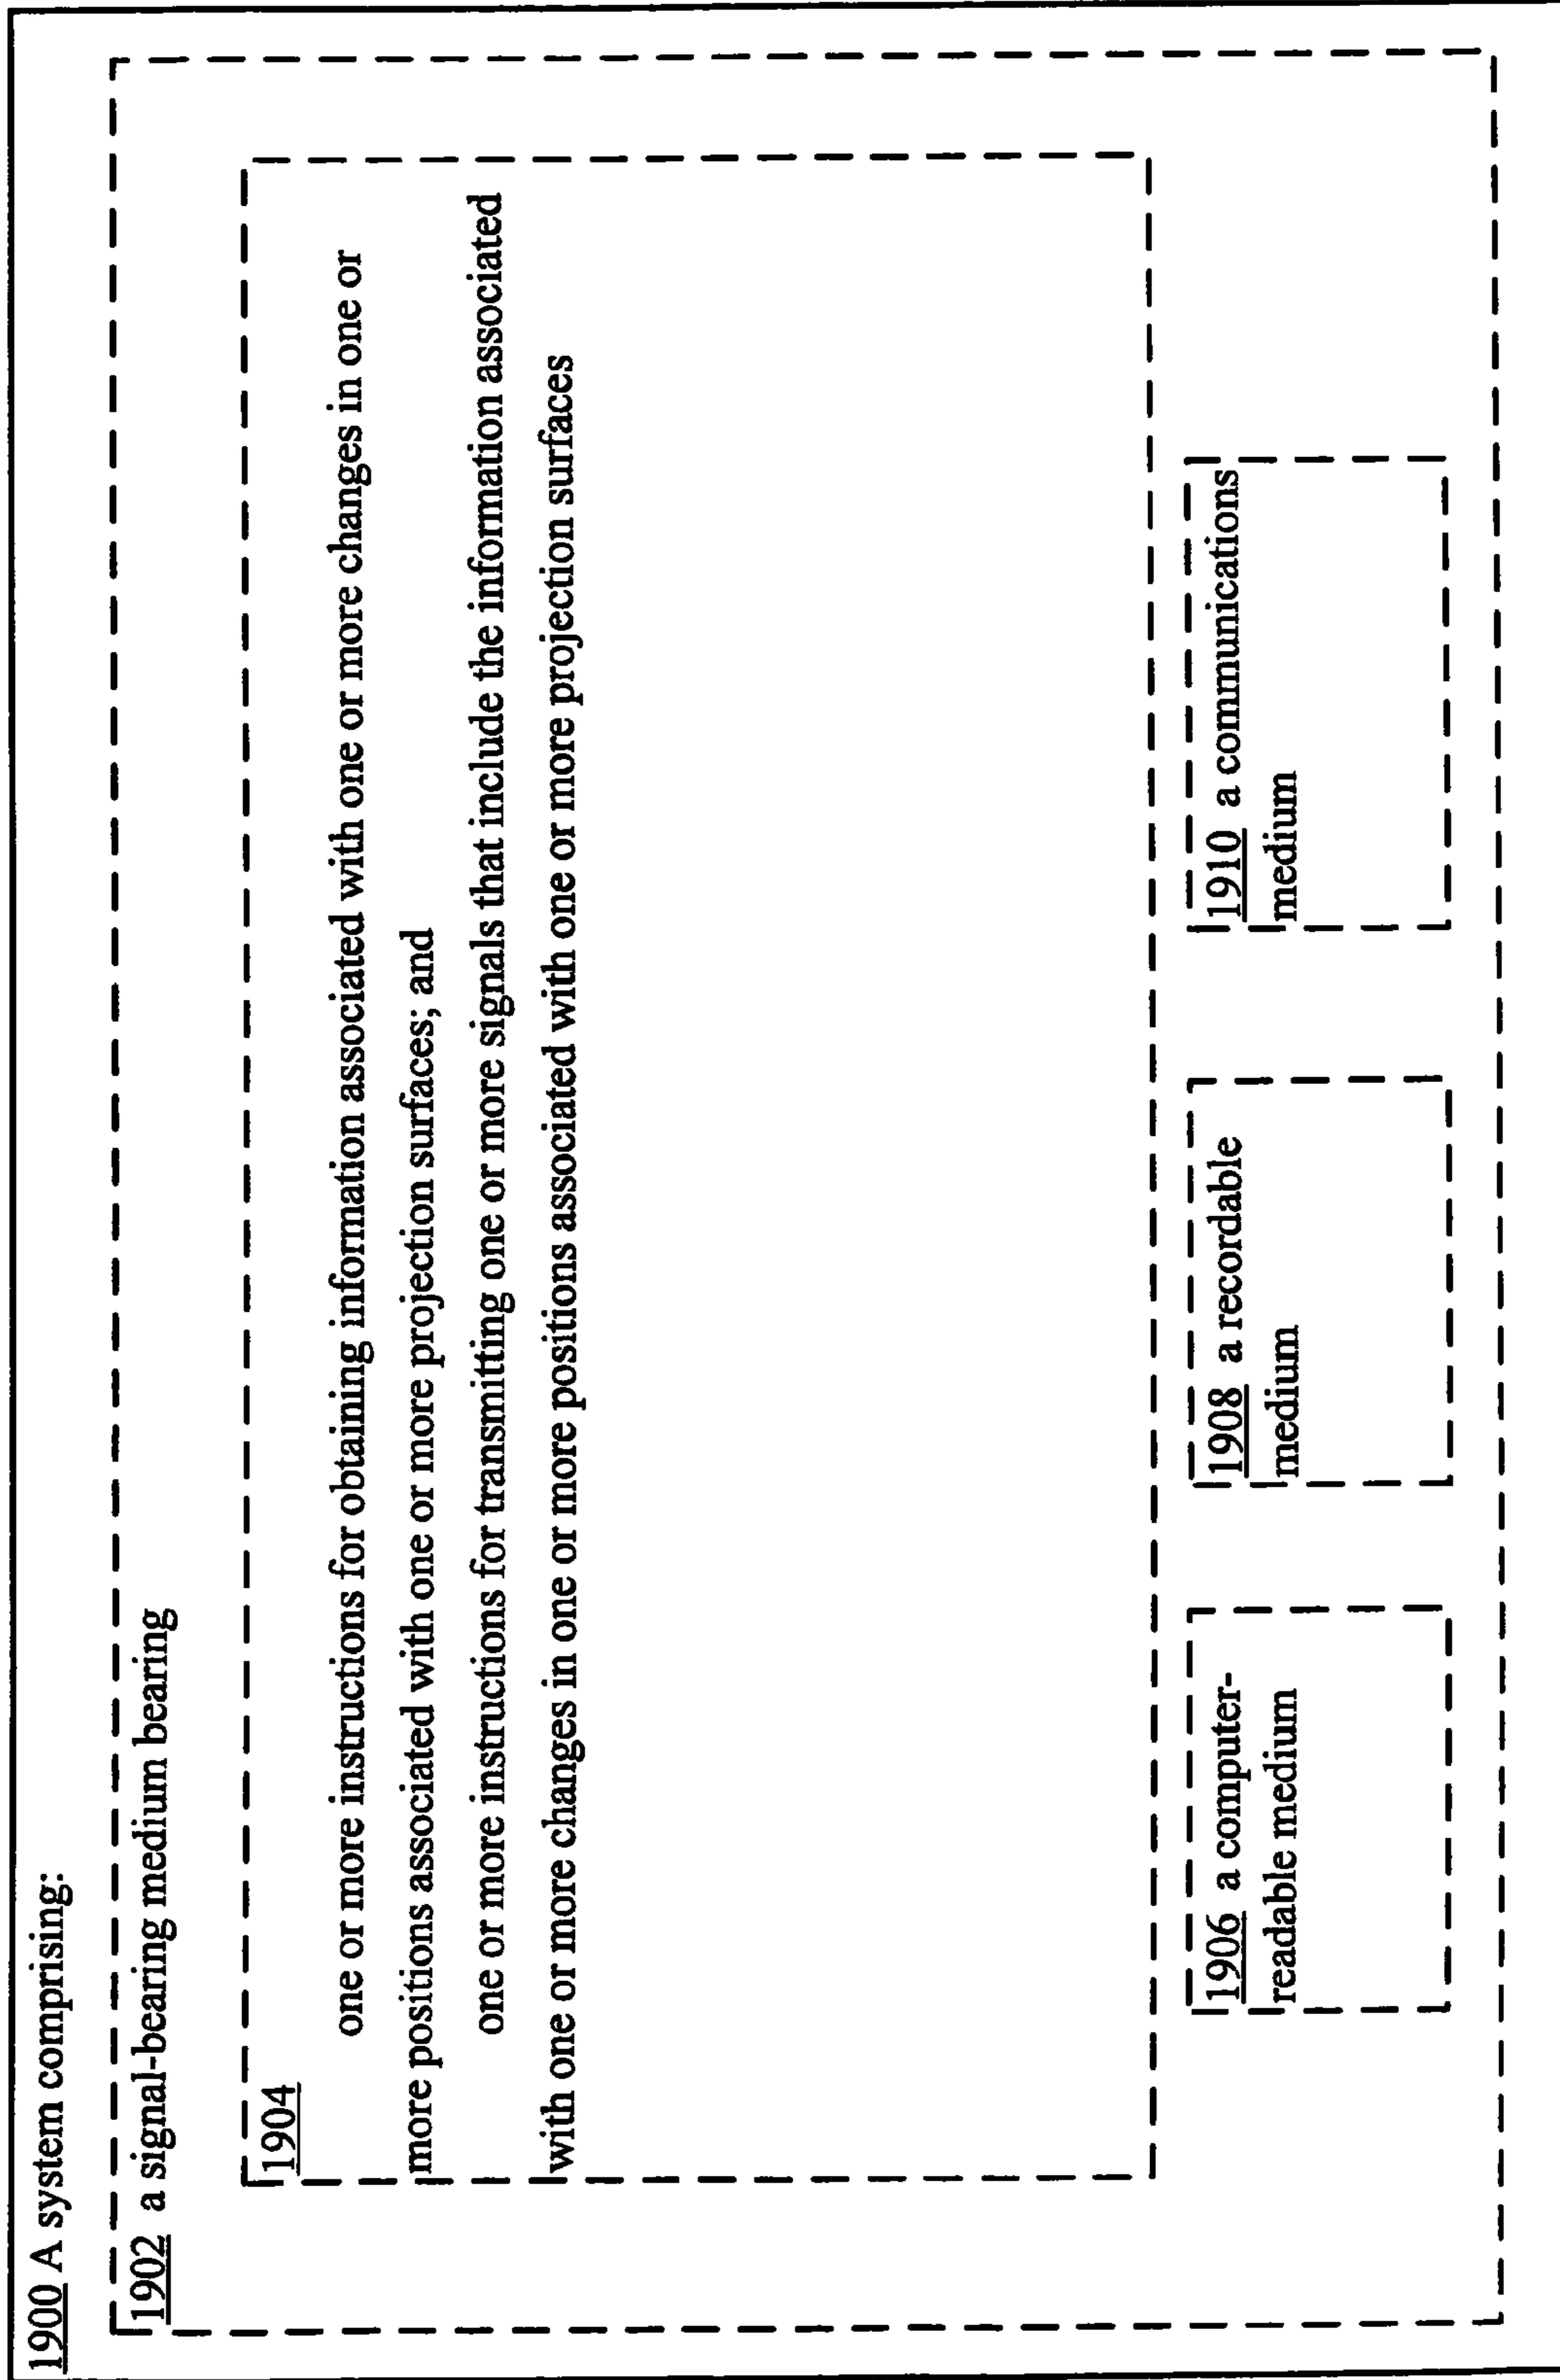 1900 A system comprising:
1902 a signal-bearing medium bearing
1904
one or more instructions for obtaining information associated with one or more changes in one or
more positions associated with one or more projection surfaces; and
one or more instructions for transmitting one or more signals that include the information associated
with one or more changes in one or more positions associated with one or more projection surfaces
1906 a computer-
readable medium
1908 a recordable
medium
1910 a communications
medium